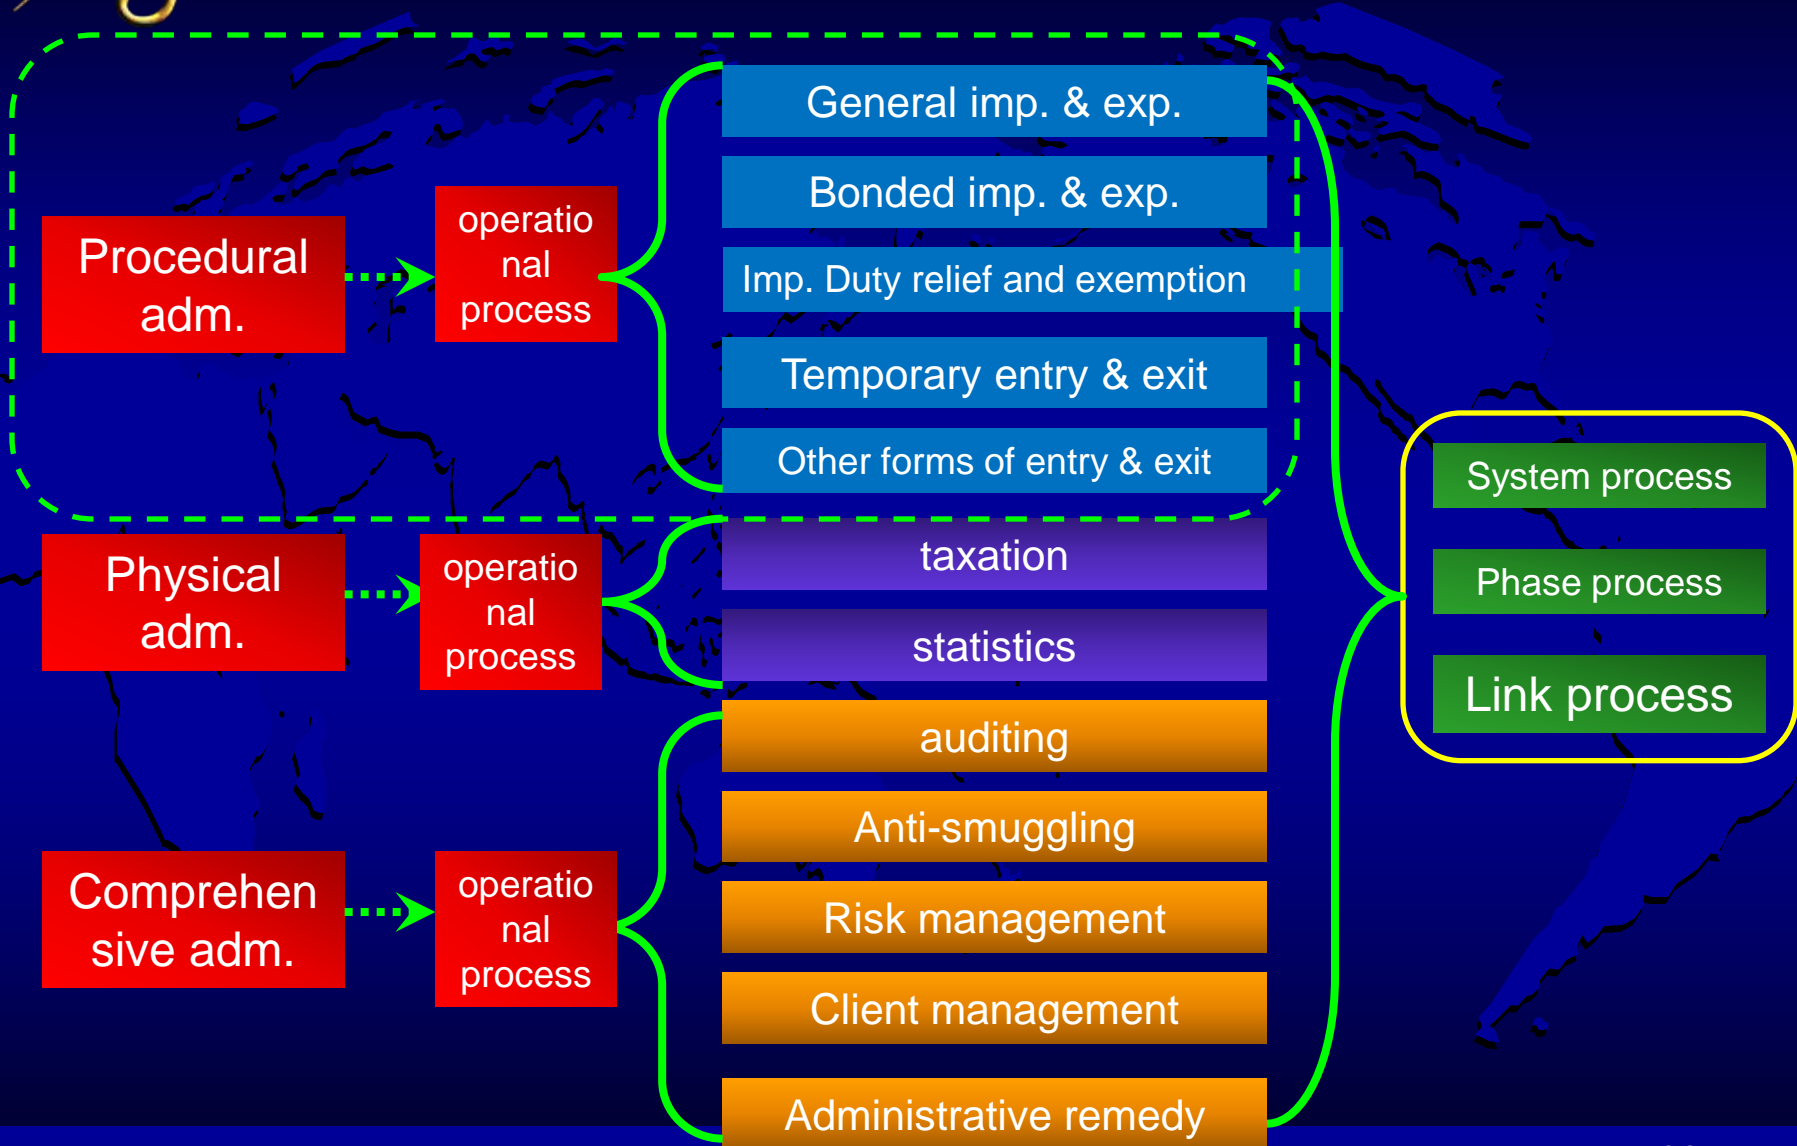 Procedural
adm.
operatio
nal
process
General imp. & exp.
Bonded imp. & exp.
Imp. Duty relief and exemption
Temporary entry & exit
Other forms of entry & exit
Physical
adm.
operatio
nal
process
taxation
statistics
Comprehen
sive adm.
operatio
nal
process
auditing
Anti-smuggling
Risk management
Client management
Administrative remedy
System process
Phase process
Link process